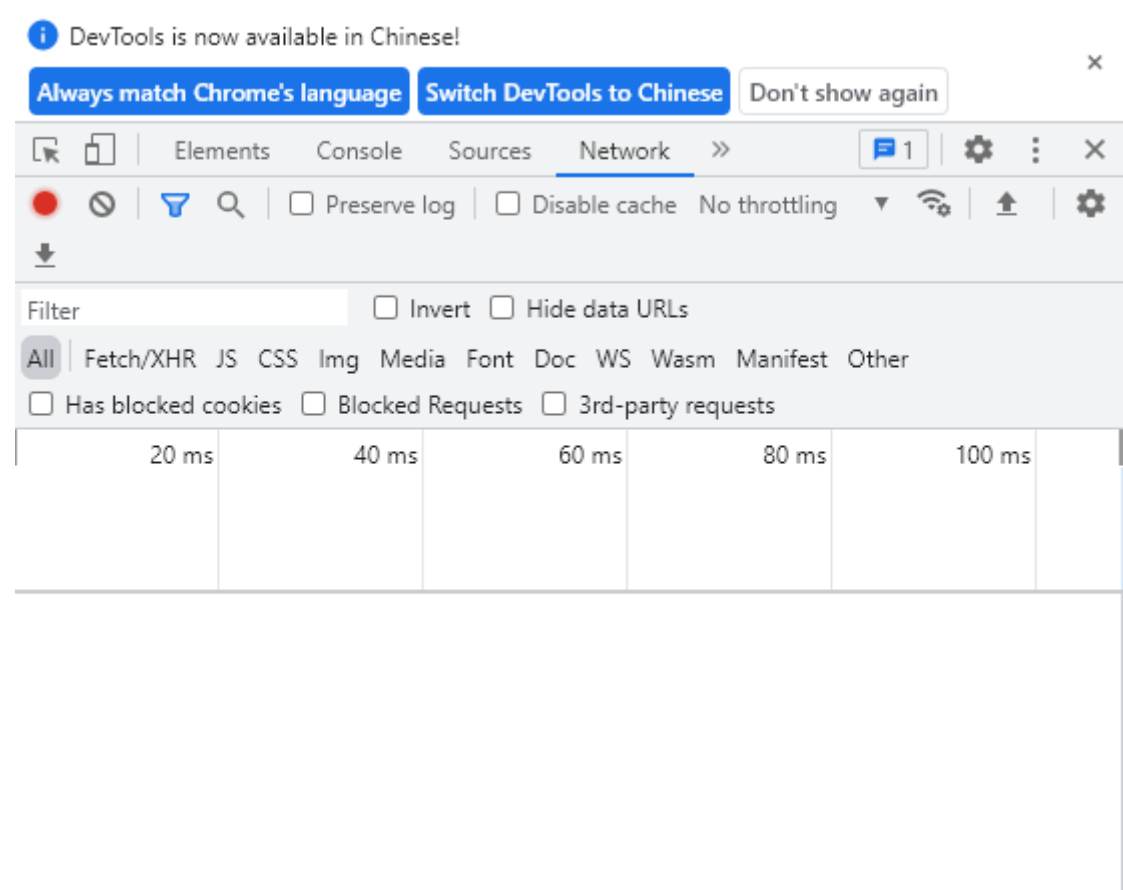 DevTools is now available in Chinese!
Always match Chrome's language Switch DevTools to Chinese Don't show again
Elements Console Sources Network 1
Preserve log Disable cache No throttling
Filter Invert Hide data URLs
All Fetch/XHR JS CSS Img Media Font Doc WS Wasm Manifest Other
Has blocked cookies Blocked Requests 3rd-party requests
20 ms 40 ms 60 ms 80 ms 100 ms